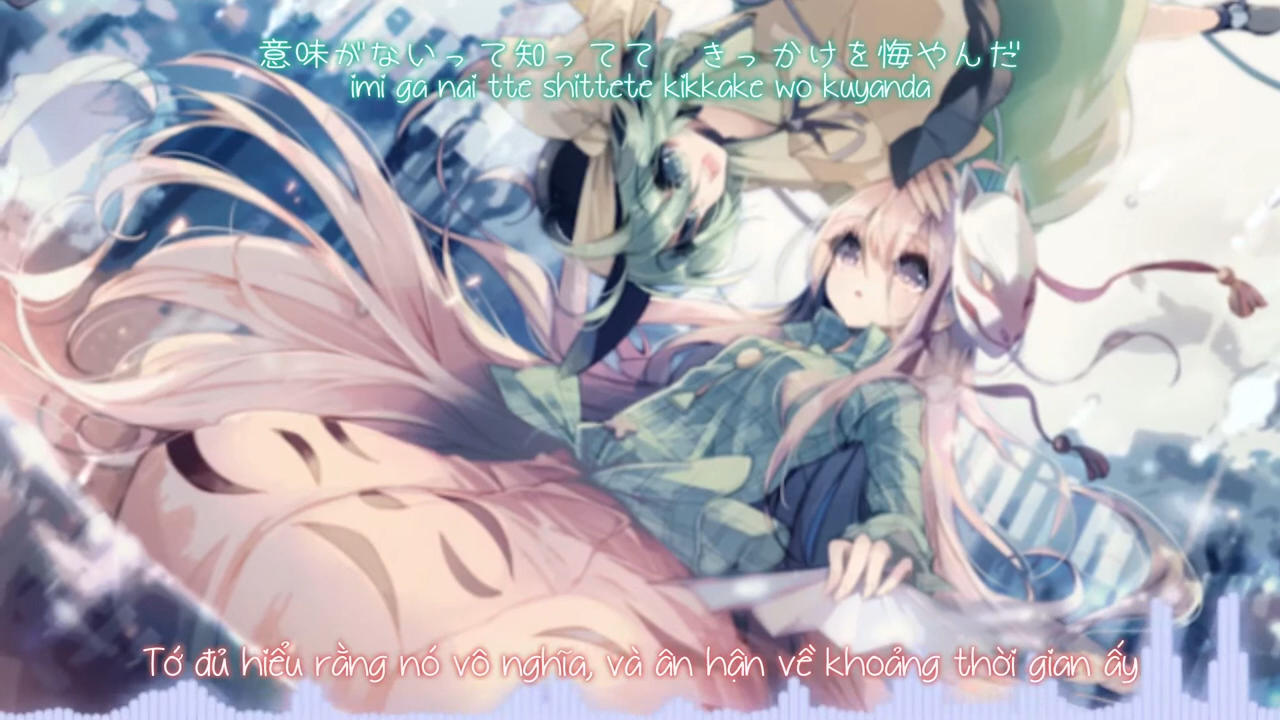 意味がないって知ってて　きっかけを悔やんだ
imi ga nai tte shittete kikkake wo kuyanda
Tớ đủ hiểu rằng nó vô nghĩa, và ân hận về khoảng thời gian ấy